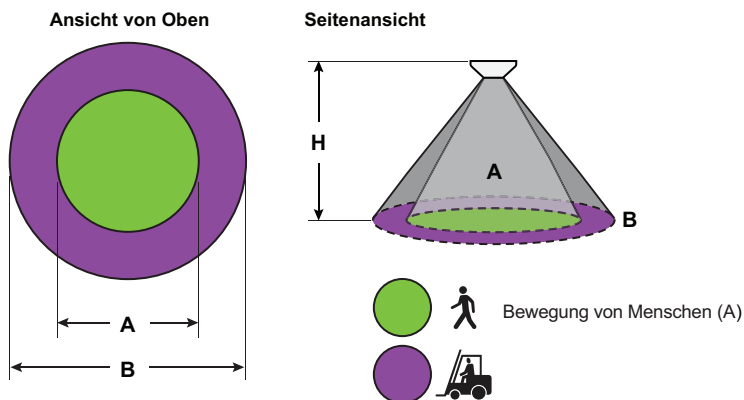 Ansicht von Oben
Seitenansicht
H
A
B
A
B
Bewegung von Menschen (A)